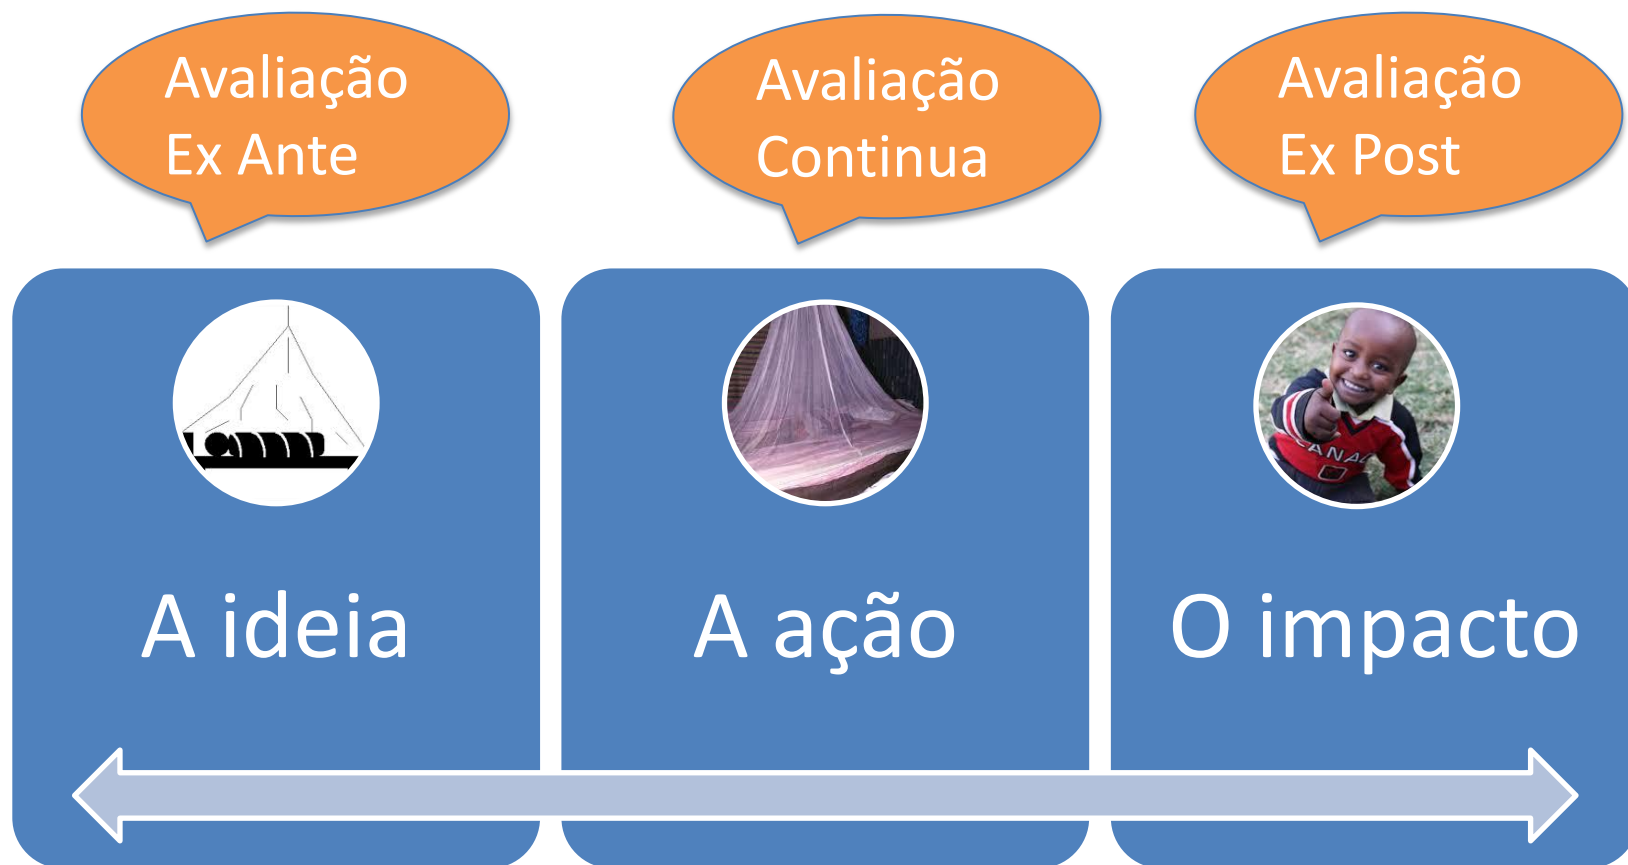 Avaliação
Ex Ante
Avaliação
Continua
Avaliação
Ex Post
A ideia
A ação
O impacto